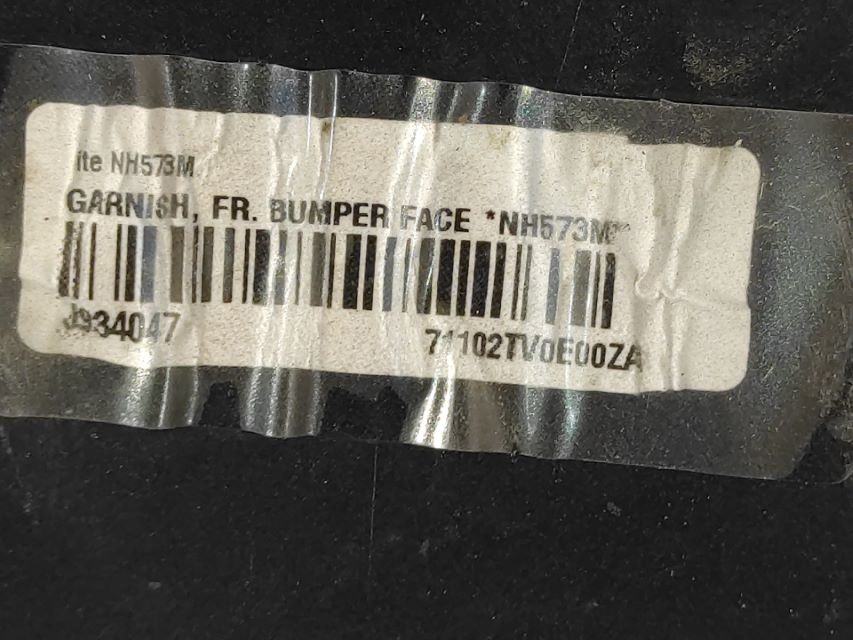 ite NH573M
GARNISH, FR. BUMPER FACE *NH573M*
J934047
71102TV0E00ZA